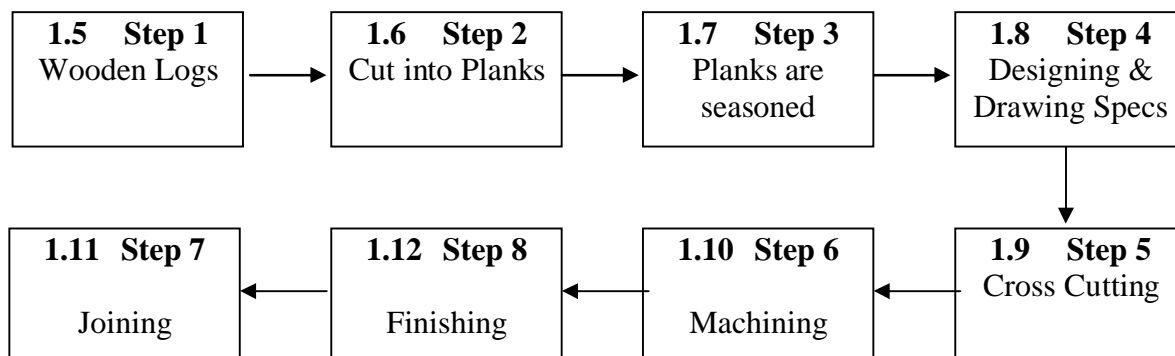 1.5 Step 1
Wooden Logs
1.6 Step 2
Cut into Planks
1.7 Step 3
Planks are
seasoned
1.8 Step 4
Designing &
Drawing Specs
1.9 Step 5
Cross Cutting
1.10 Step 6
Machining
1.12 Step 8
Finishing
1.11 Step 7
Joining